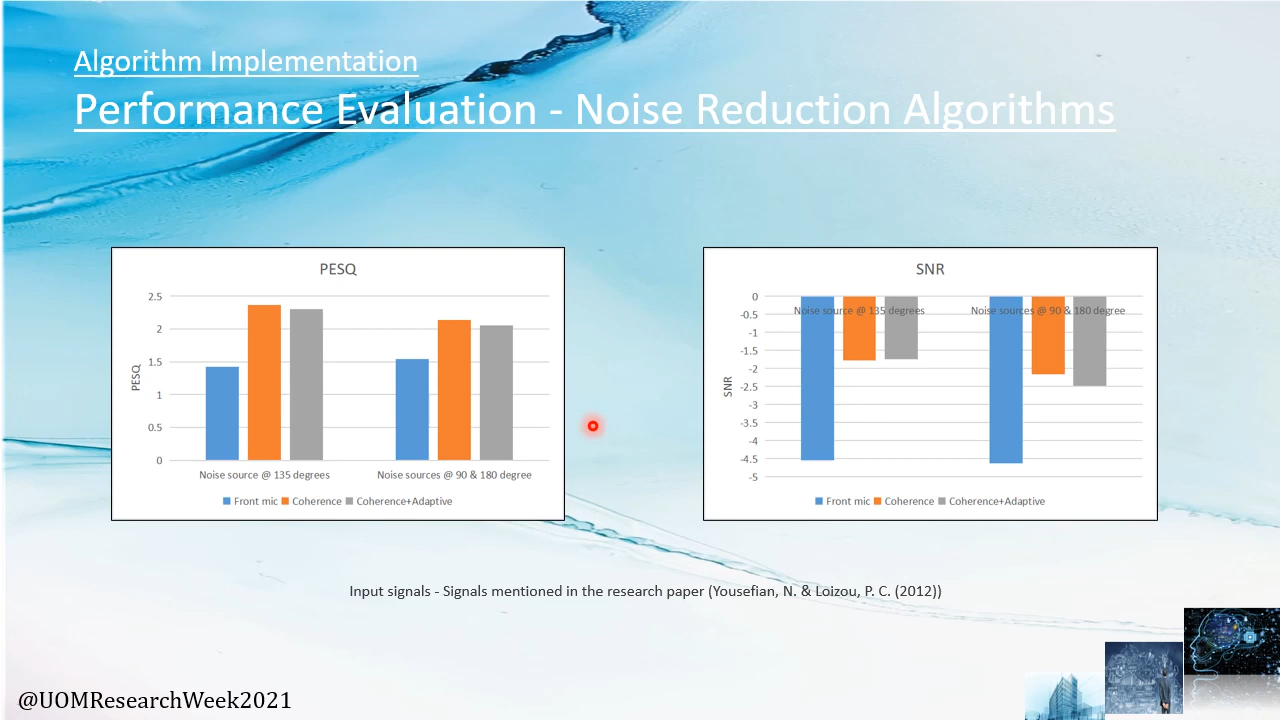 Algorithm Implementation
Performance Evaluation - Noise Reduction Algorithms
PESQ
2.5
2
1.5
1
0.5
0
PESQ
Noise source @ 135 degrees
Noise sources @ 90 & 180 degree
Front mic Coherence Coherence+Adaptive
SNR
0
-0.5
-1
-1.5
-2
-2.5
-3
-3.5
-4
-4.5
-5
SNR
Noise source @ 135 degrees
Noise sources @ 90 & 180 degree
Front mic Coherence Coherence+Adaptive
Input signals - Signals mentioned in the research paper (Yousefian, N. & Loizou, P. C. (2012))
@UOMResearchWeek2021